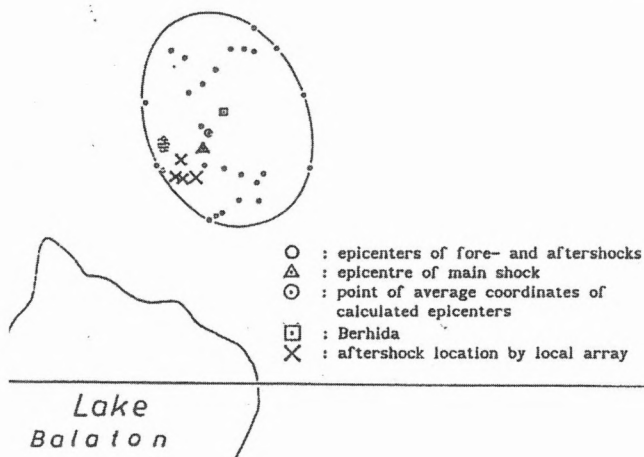 : epicenters of fore- and aftershocks
: epicentre of main shock
: point of average coordinates of
calculated epicenters
: Berhida
: aftershock location by local array
Lake
Balaton